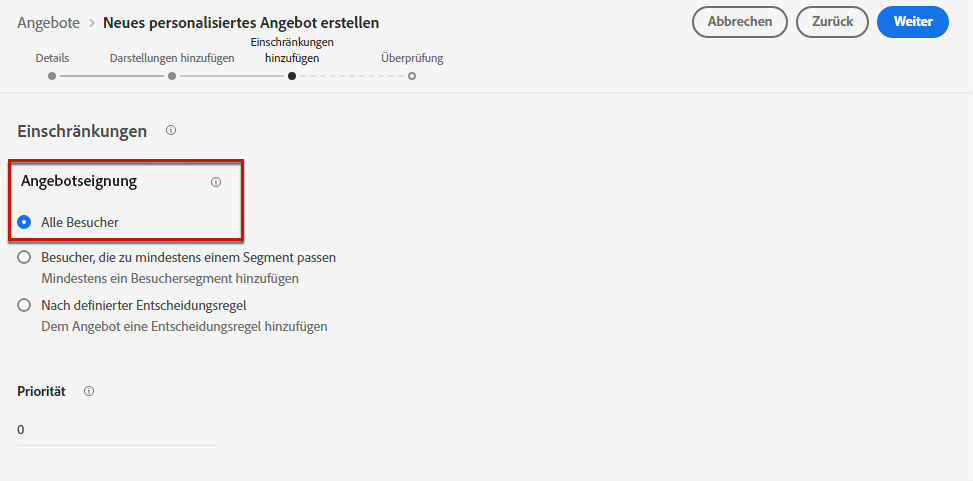 Angebote > Neues personalisiertes Angebot erstellen
Abbrechen
Zurück
Weiter
Details
Darstellungen hinzufügen
Einschränkungen
hinzufügen
Überprüfung
Einschränkungen
Angebotseignung
Alle Besucher
Besucher, die zu mindestens einem Segment passen
Mindestens ein Besuchersegment hinzufügen
Nach definierter Entscheidungsregel
Dem Angebot eine Entscheidungsregel hinzufügen
Priorität
0